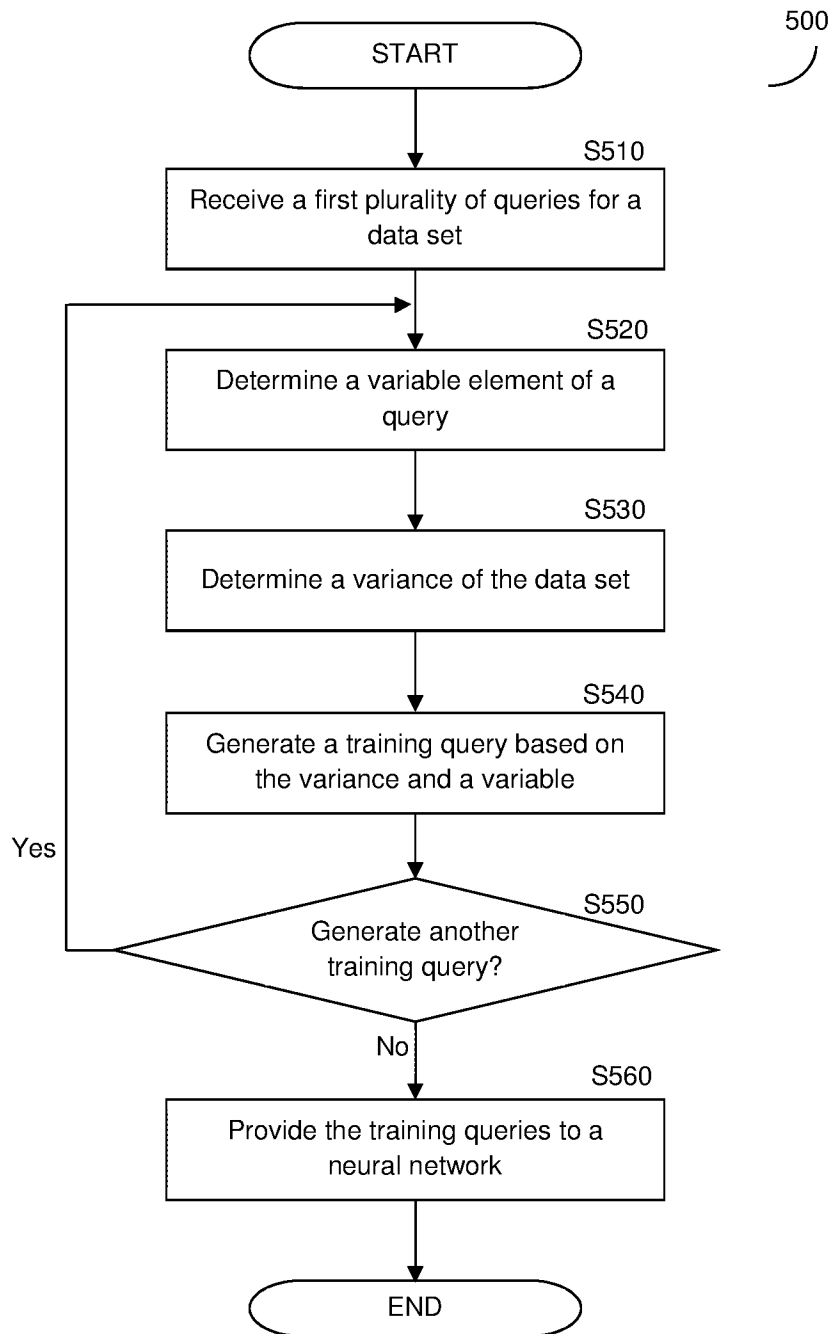 500
START
S510
Receive a first plurality of queries for a
data set
S520
Determine a variable element of a
query
S530
Determine a variance of the data set
S540
Generate a training query based on
the variance and a variable
Yes
S550
Generate another
training query?
No
S560
Provide the training queries to a
neural network
END